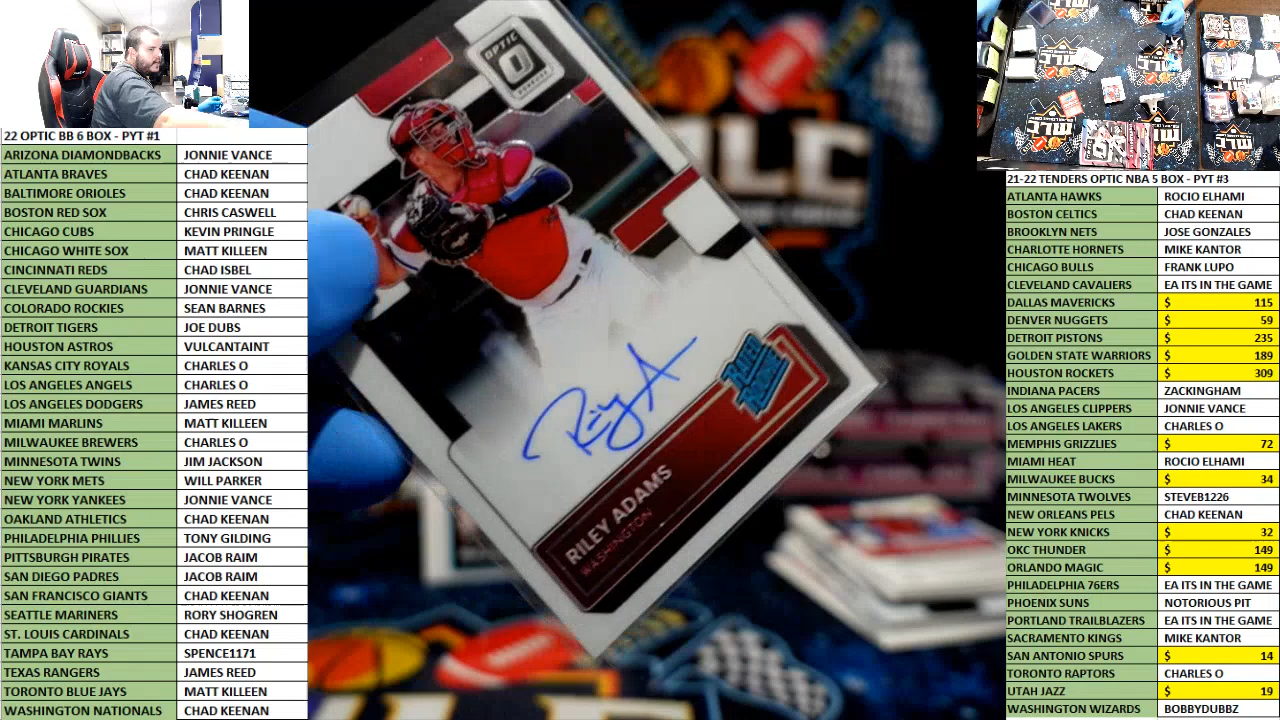 22 OPTIC BB 6 BOX - PYT #1
ARIZONA DIAMONDBACKS JONNIE VANCE
ATLANTA BRAVES CHAD KEENAN
BALTIMORE ORIOLES CHAD KEENAN
BOSTON RED SOX CHRIS CASWELL
CHICAGO CUBS KEVIN PRINGLE
CHICAGO WHITE SOX MATT KILLEEN
CINCINNATI REDS CHAD ISBEL
CLEVELAND GUARDIANS JONNIE VANCE
COLORADO ROCKIES SEAN BARNES
DETROIT TIGERS JOE DUBS
HOUSTON ASTROS VULCANTAINT
KANSAS CITY ROYALS CHARLES O
LOS ANGELES ANGELS CHARLES O
LOS ANGELES DODGERS JAMES REED
MIAMI MARLINS MATT KILLEEN
MILWAUKEE BREWERS CHARLES O
MINNESOTA TWINS JIM JACKSON
NEW YORK METS WILL PARKER
NEW YORK YANKEES JONNIE VANCE
OAKLAND ATHLETICS CHAD KEENAN
PHILADELPHIA PHILLIES TONY GILDING
PITTSBURGH PIRATES JACOB RAIM
SAN DIEGO PADRES JACOB RAIM
SAN FRANCISCO GIANTS CHAD KEENAN
SEATTLE MARINERS RORY SHOGREN
ST. LOUIS CARDINALS CHAD KEENAN
TAMPA BAY RAYS SPENCE1171
TEXAS RANGERS JAMES REED
TORONTO BLUE JAYS MATT KILLEEN
WASHINGTON NATIONALS CHAD KEENAN
OPTIC
DONRUSS
RATED
ROOKIE
RILEY ADAMS
WASHINGTON
WLC
21-22 TENDERS OPTIC NBA 5 BOX - PYT #3
ATLANTA HAWKS ROCIO ELHAMI
BOSTON CELTICS CHAD KEENAN
BROOKLYN NETS JOSE GONZALES
CHARLOTTE HORNETS MIKE KANTOR
CHICAGO BULLS FRANK LUPO
CLEVELAND CAVALIERS EA ITS IN THE GAME
DALLAS MAVERICKS $ 115
DENVER NUGGETS $ 59
DETROIT PISTONS $ 235
GOLDEN STATE WARRIORS $ 189
HOUSTON ROCKETS $ 309
INDIANA PACERS ZACKINGHAM
LOS ANGELES CLIPPERS JONNIE VANCE
LOS ANGELES LAKERS CHARLES O
MEMPHIS GRIZZLIES $ 72
MIAMI HEAT ROCIO ELHAMI
MILWAUKEE BUCKS $ 34
MINNESOTA TWOLVES STEVEB1226
NEW ORLEANS PELS CHAD KEENAN
NEW YORK KNICKS $ 32
OKC THUNDER $ 149
ORLANDO MAGIC $ 149
PHILADELPHIA 76ERS EA ITS IN THE GAME
PHOENIX SUNS NOTORIOUS PIT
PORTLAND TRAILBLAZERS EA ITS IN THE GAME
SACRAMENTO KINGS MIKE KANTOR
SAN ANTONIO SPURS $ 14
TORONTO RAPTORS CHARLES O
UTAH JAZZ $ 19
WASHINGTON WIZARDS BOBBYDUBBZ